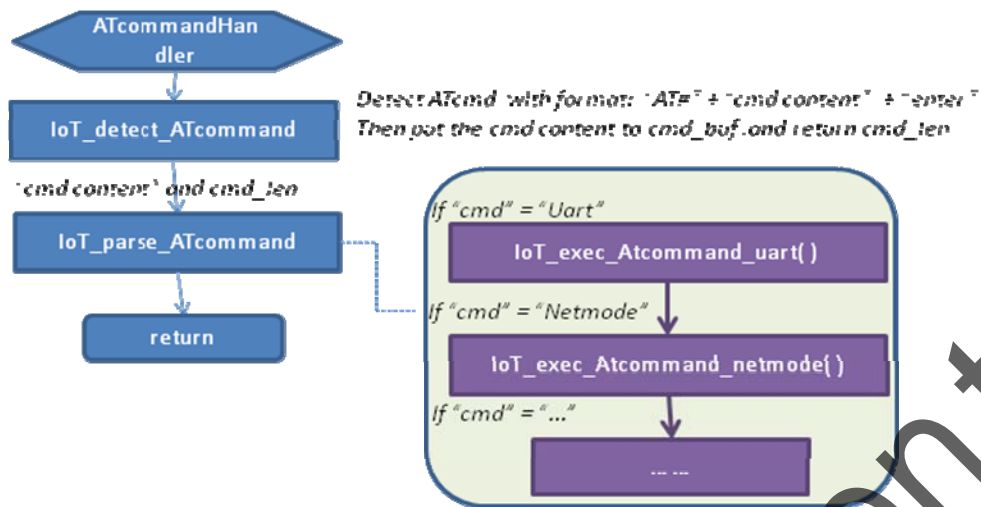 ATcommandHan
dler
IoT_detect_ATcommand
Detect ATcmd with format: "AT#" + "cmd content" + "enter"
Then put the cmd content to cmd_buf and return cmd_len
"cmd content" and cmd_len
IoT_parse_ATcommand
return
If "cmd" = "Uart"
IoT_exec_Atcommand_uart( )
If "cmd" = "Netmode"
IoT_exec_Atcommand_netmode( )
If "cmd" = "..."
... ...